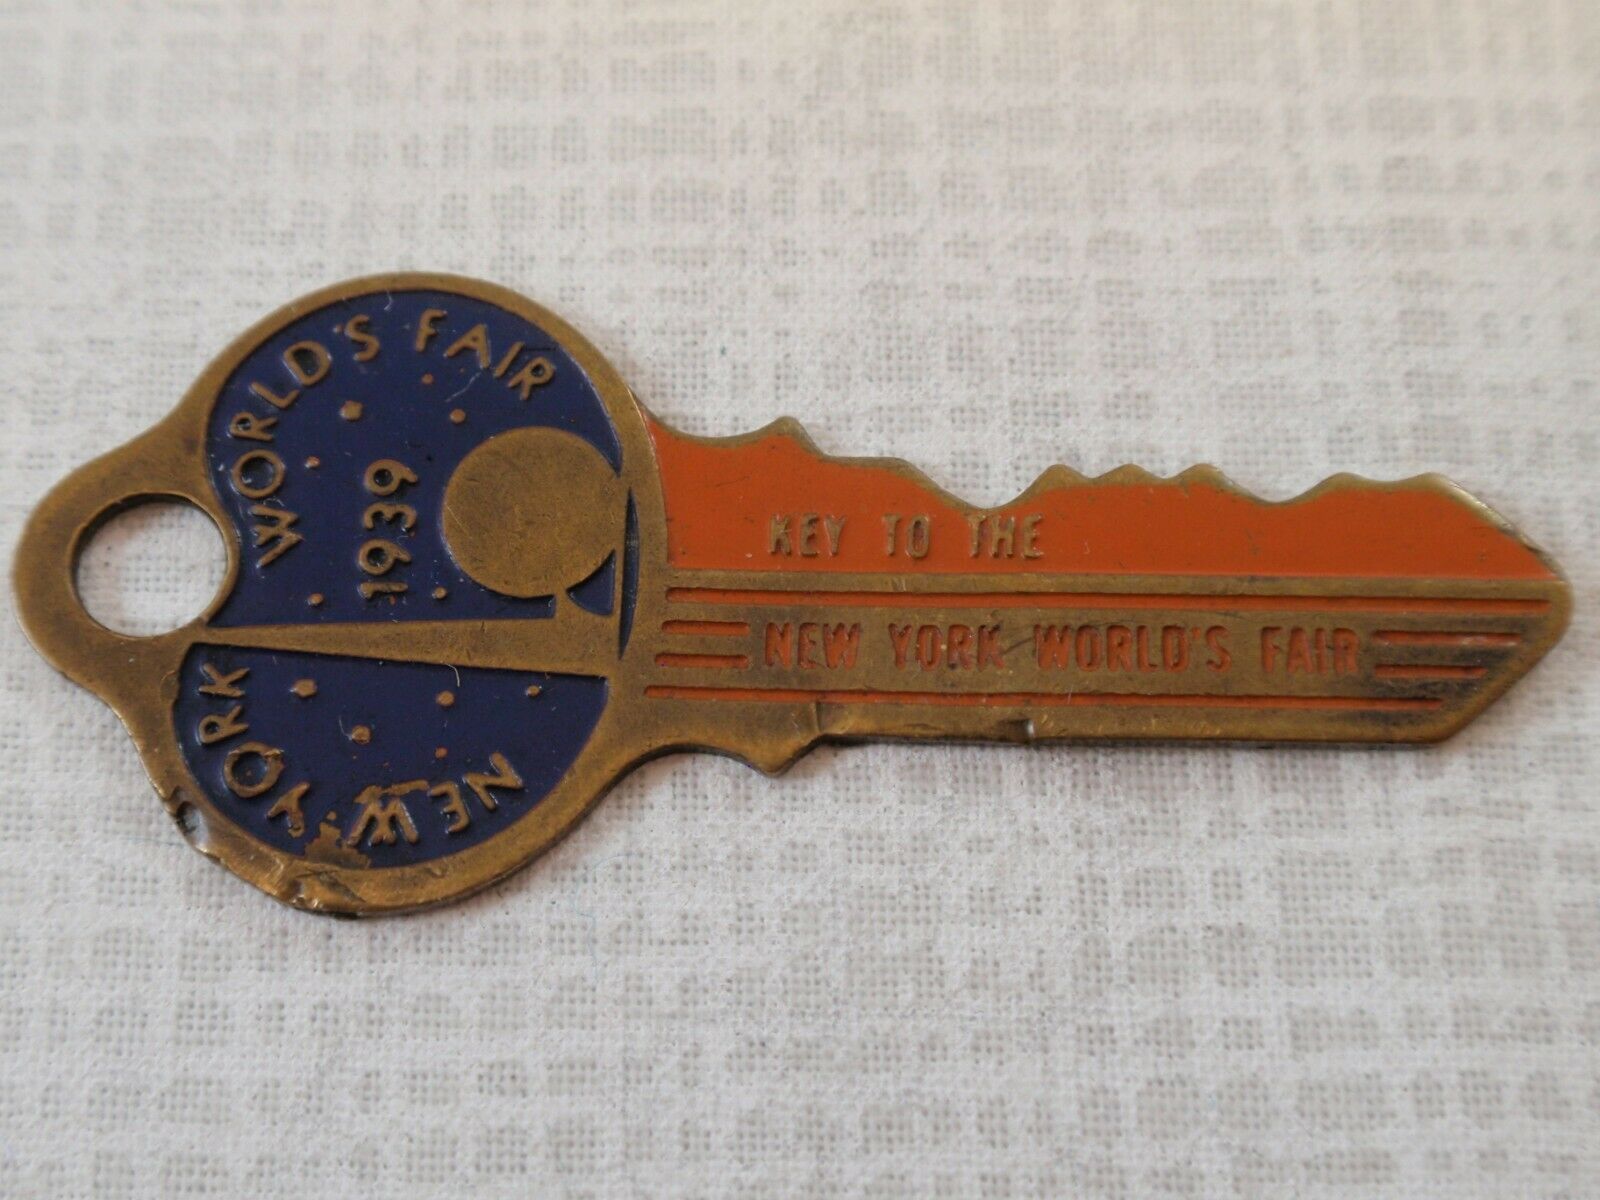 NEW YORK WORLD'S FAIR
1939
KEY TO THE
NEW YORK WORLD'S FAIR